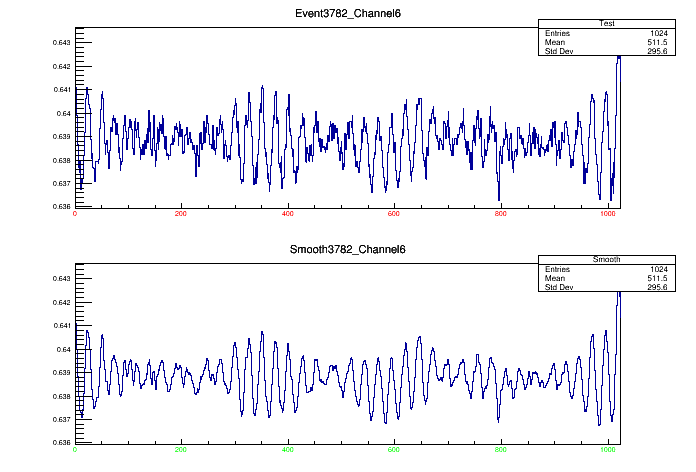 Event3782_Channel6
Test
Entries 1024
Mean 511.5
Std Dev 295.6
0.643
0.642
0.641
0.64
0.639
0.638
0.637
0.636
0 200 400 600 800 1000
Smooth3782_Channel6
Smooth
Entries 1024
Mean 511.5
Std Dev 295.6
0.643
0.642
0.641
0.64
0.639
0.638
0.637
0.636
0 200 400 600 800 1000